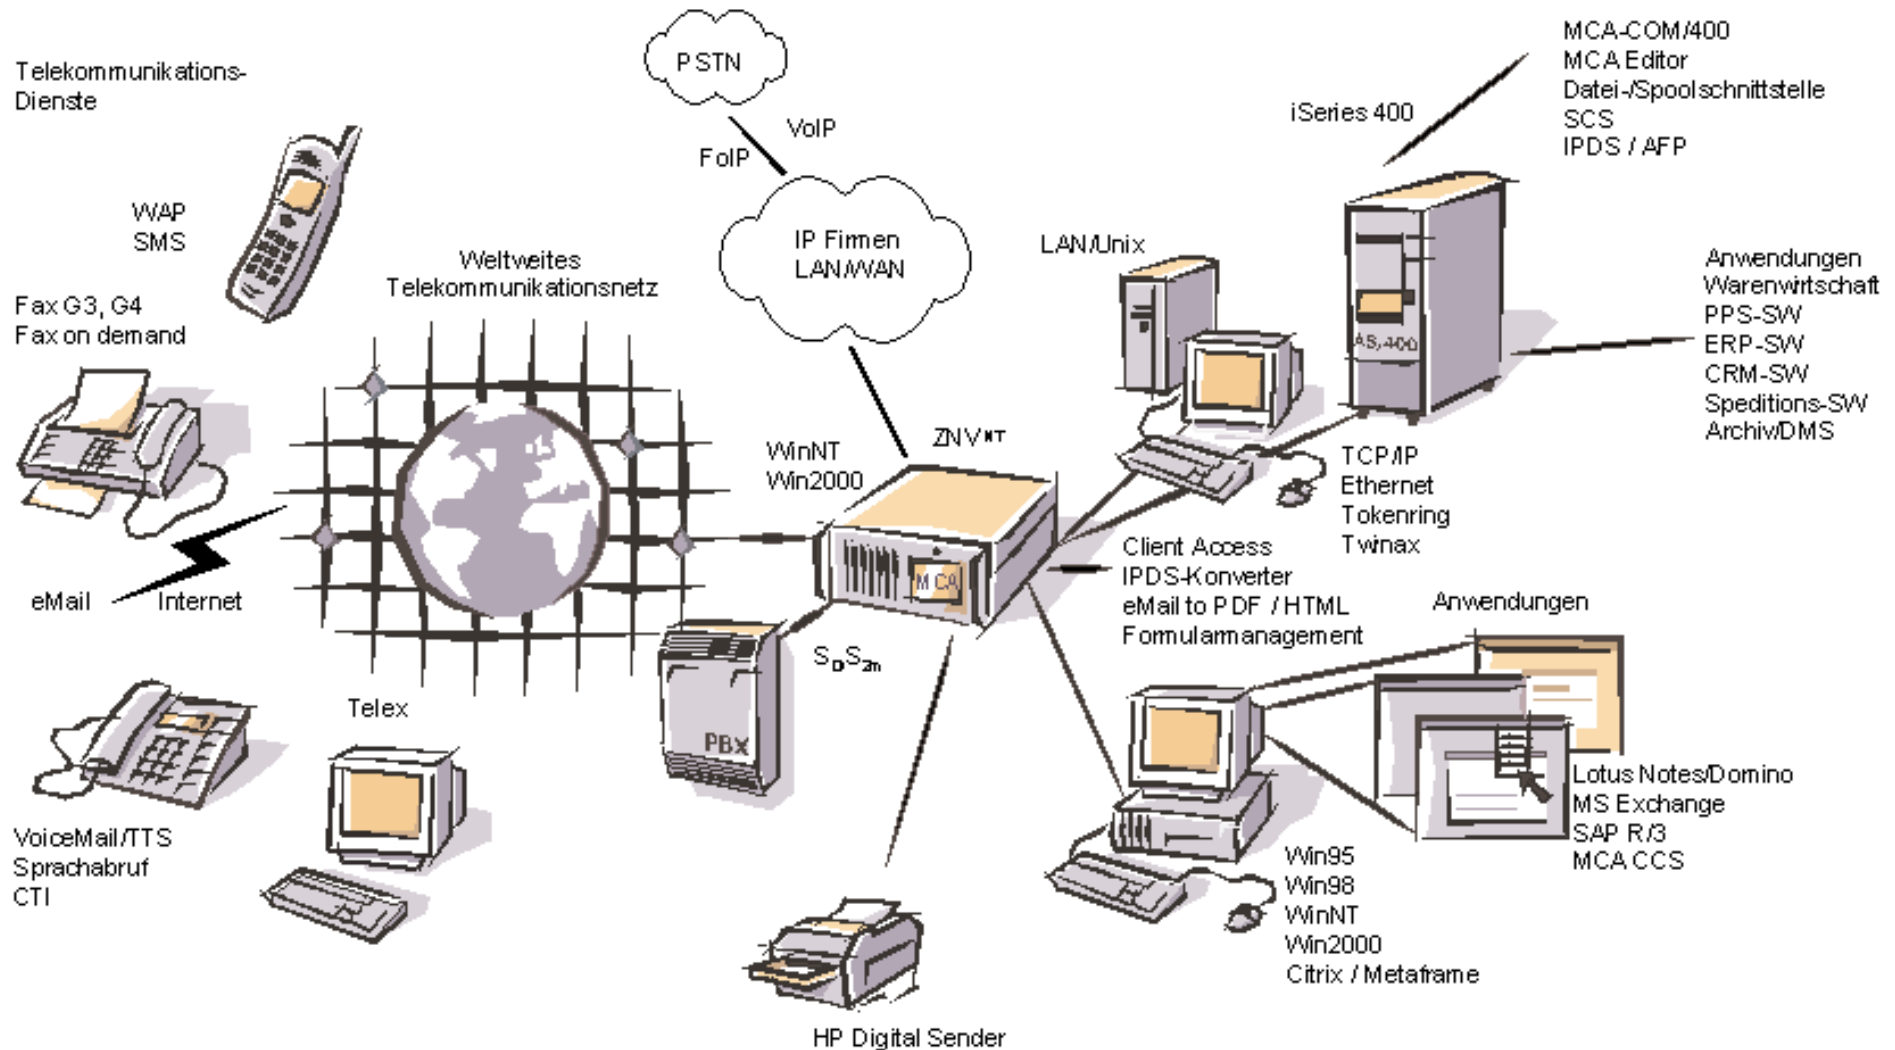 Telekommunikations-
Dienste
WAP
SMS
Fax G3, G4
Fax on demand
eMail
Internet
VoiceMail/TTS
Sprachabruf
CTI
Telex
Weltweites
Telekommunikationsnetz
PSTN
VoIP
FoIP
IP Firmen
LAN/WAN
WinNT
Win2000
ZNV NT
MCA
S0 S2m
PBX
HP Digital Sender
LAN/Unix
iSeries 400
MCA-COM/400
MCA Editor
Datei-/Spoolschnittstelle
SCS
IPDS / AFP
AS/400
Anwendungen
Warenwirtschaft
PPS-SW
ERP-SW
CRM-SW
Speditions-SW
Archiv/DMS
TCP/IP
Ethernet
Tokenring
Twinax
Client Access
IPDS-Konverter
eMail to PDF / HTML
Formularmanagement
Anwendungen
Lotus Notes/Domino
MS Exchange
SAP R/3
MCA CCS
Win95
Win98
WinNT
Win2000
Citrix / Metaframe